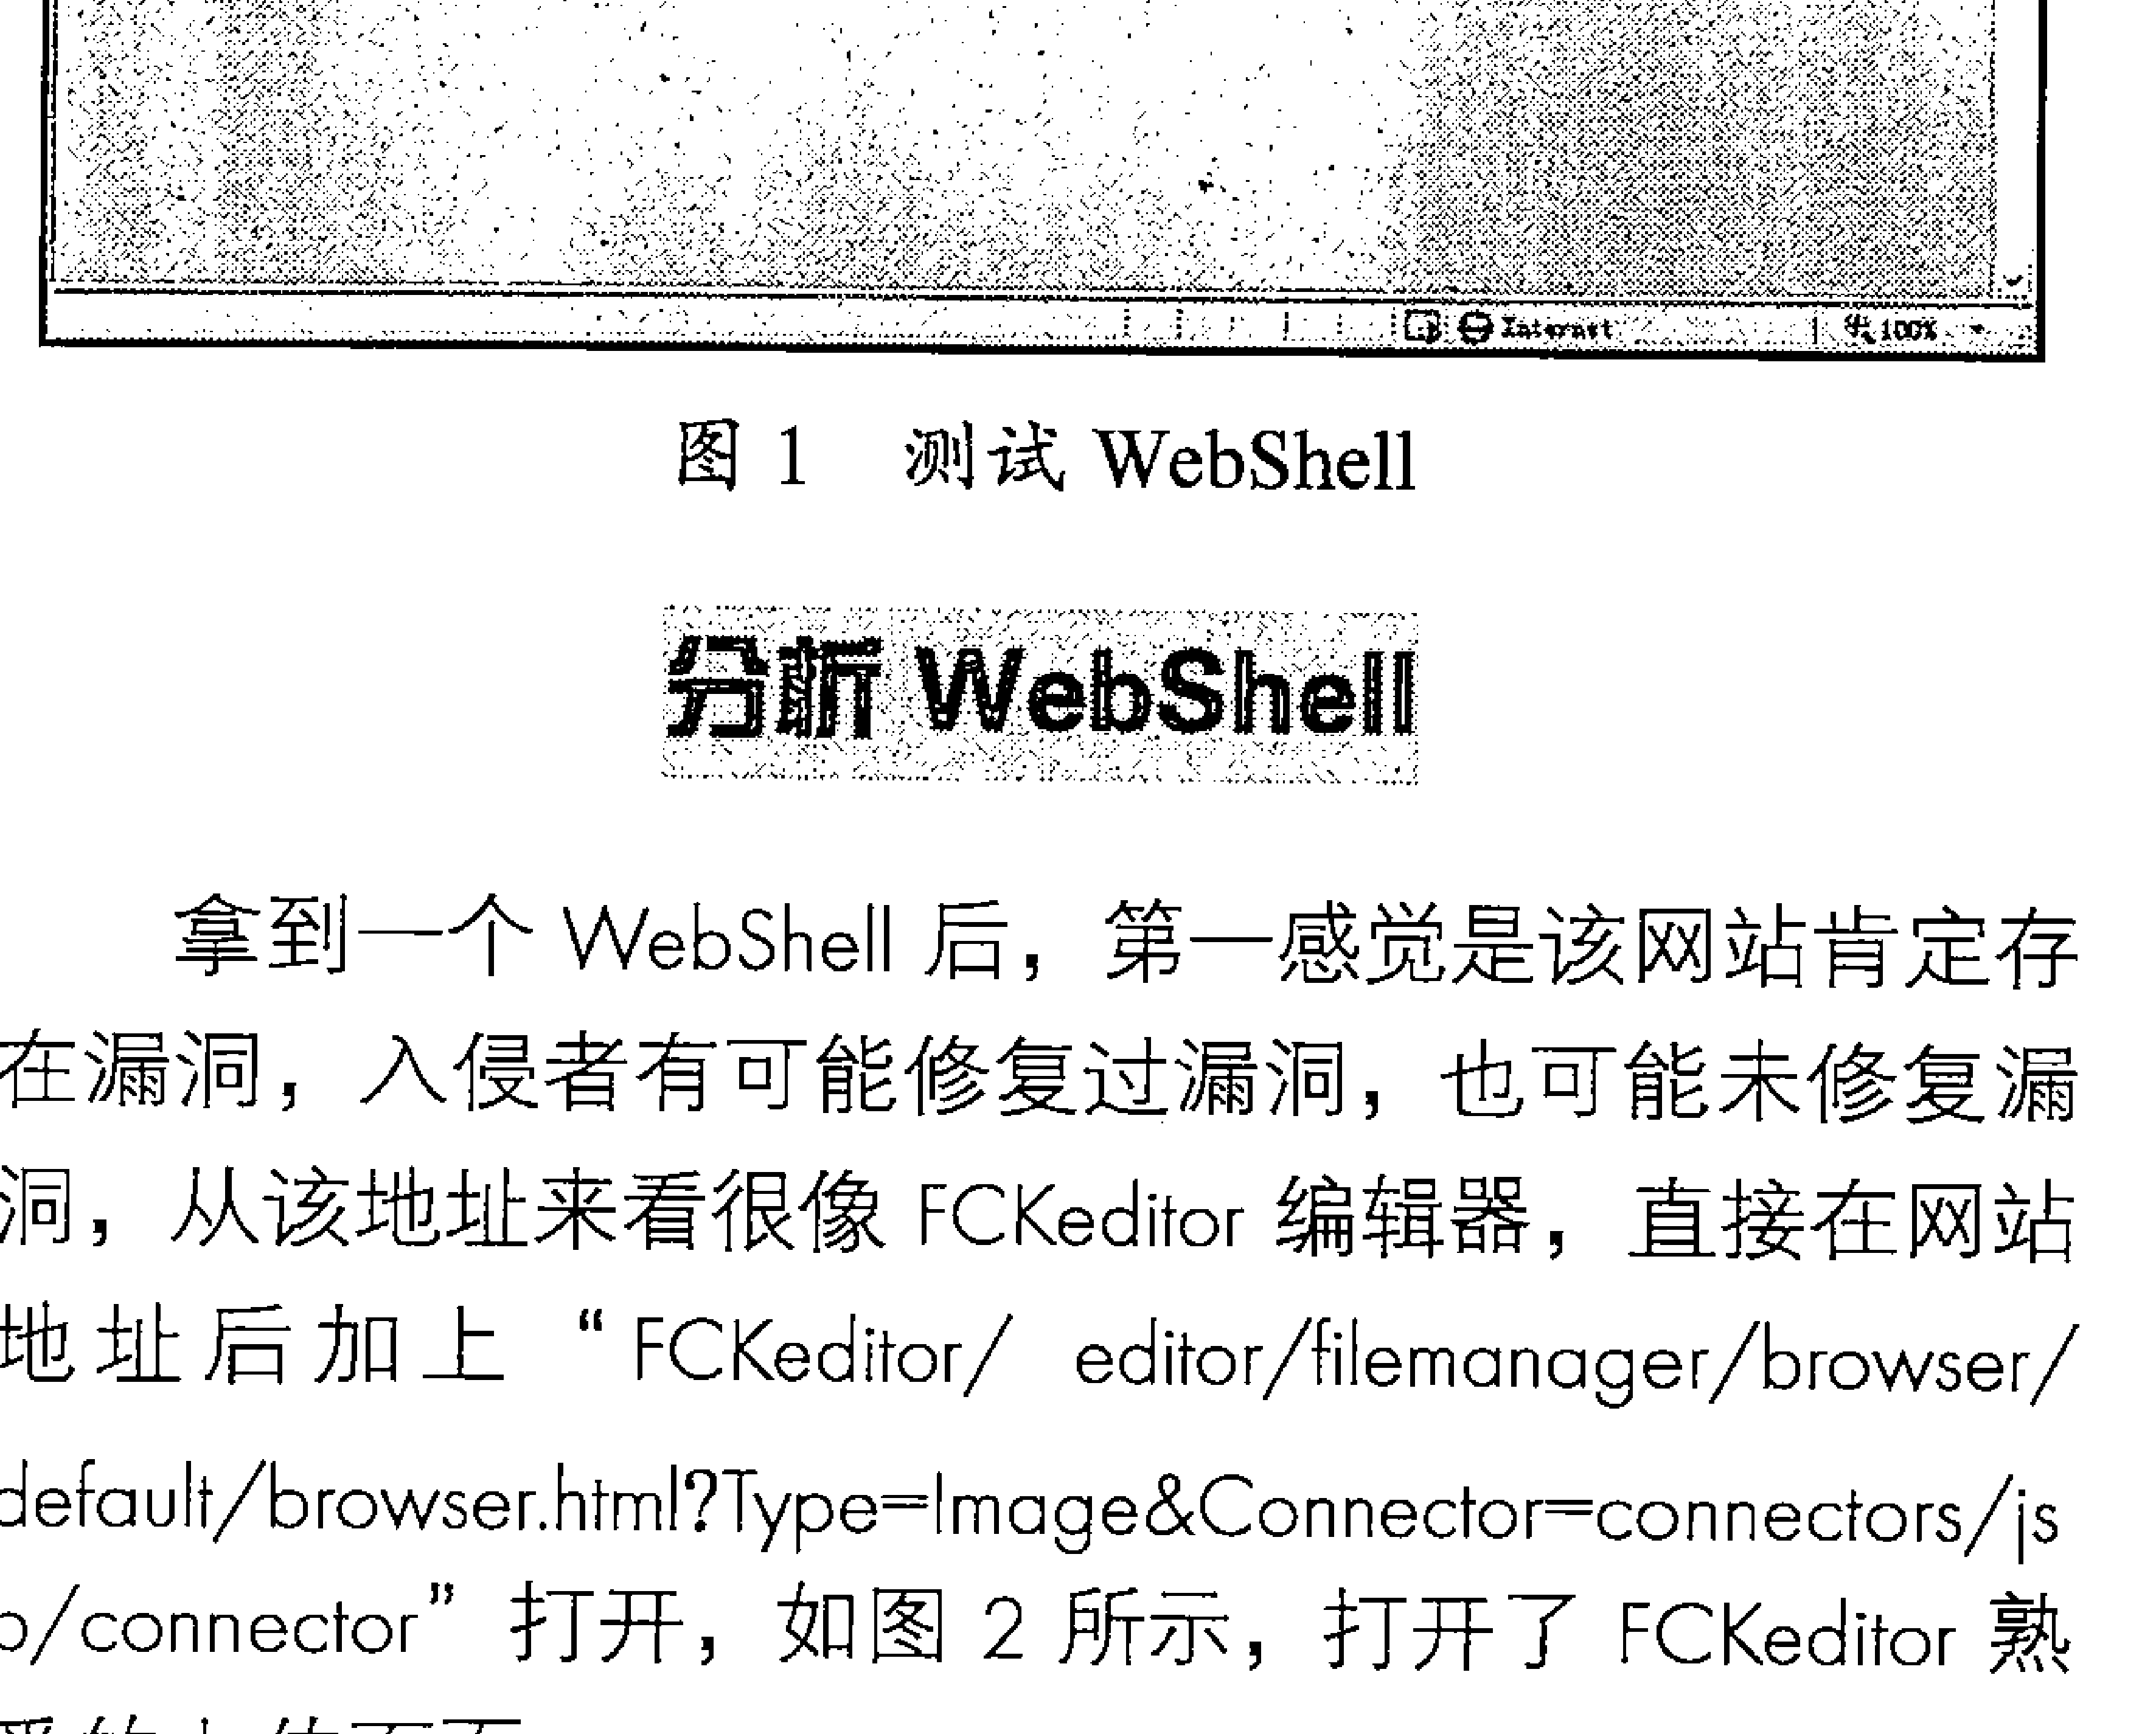 Internet
100%
图 1 测试 WebShell
分析 WebShell
拿到一个 WebShell 后，第一感觉是该网站肯定存
在漏洞，入侵者有可能修复过漏洞，也可能未修复漏
洞，从该地址来看很像 FCKeditor 编辑器，直接在网站
地址后加上“FCKeditor/ editor/filemanager/browser/
default/browser.html?Type=Image&Connector=connectors/js
p/connector”打开，如图 2 所示，打开了 FCKeditor 熟